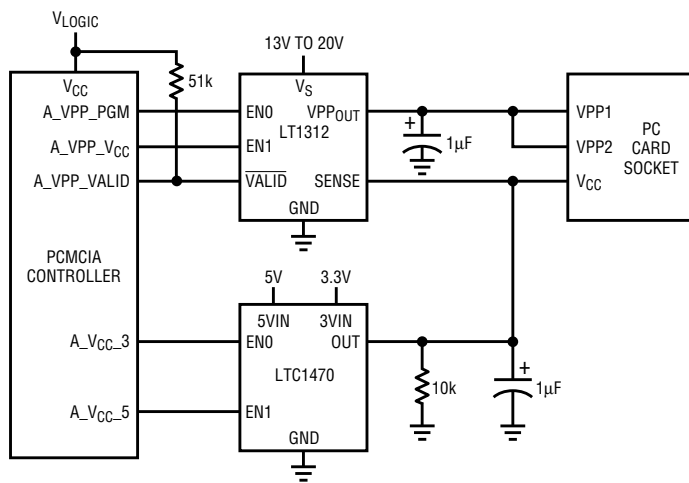 VLOGIC
13V TO 20V
VCC
51k
VS
A_VPP_PGM
EN0
VPPOUT
VPP1
LT1312
A_VPP_VCC
EN1
+
1µF
VPP2
PC
CARD
SOCKET
A_VPP_VALID
VALID
SENSE
VCC
GND
PCMCIA
CONTROLLER
5V
3.3V
5VIN
3VIN
A_VCC_3
EN0
OUT
LTC1470
10k
+
1µF
A_VCC_5
EN1
GND